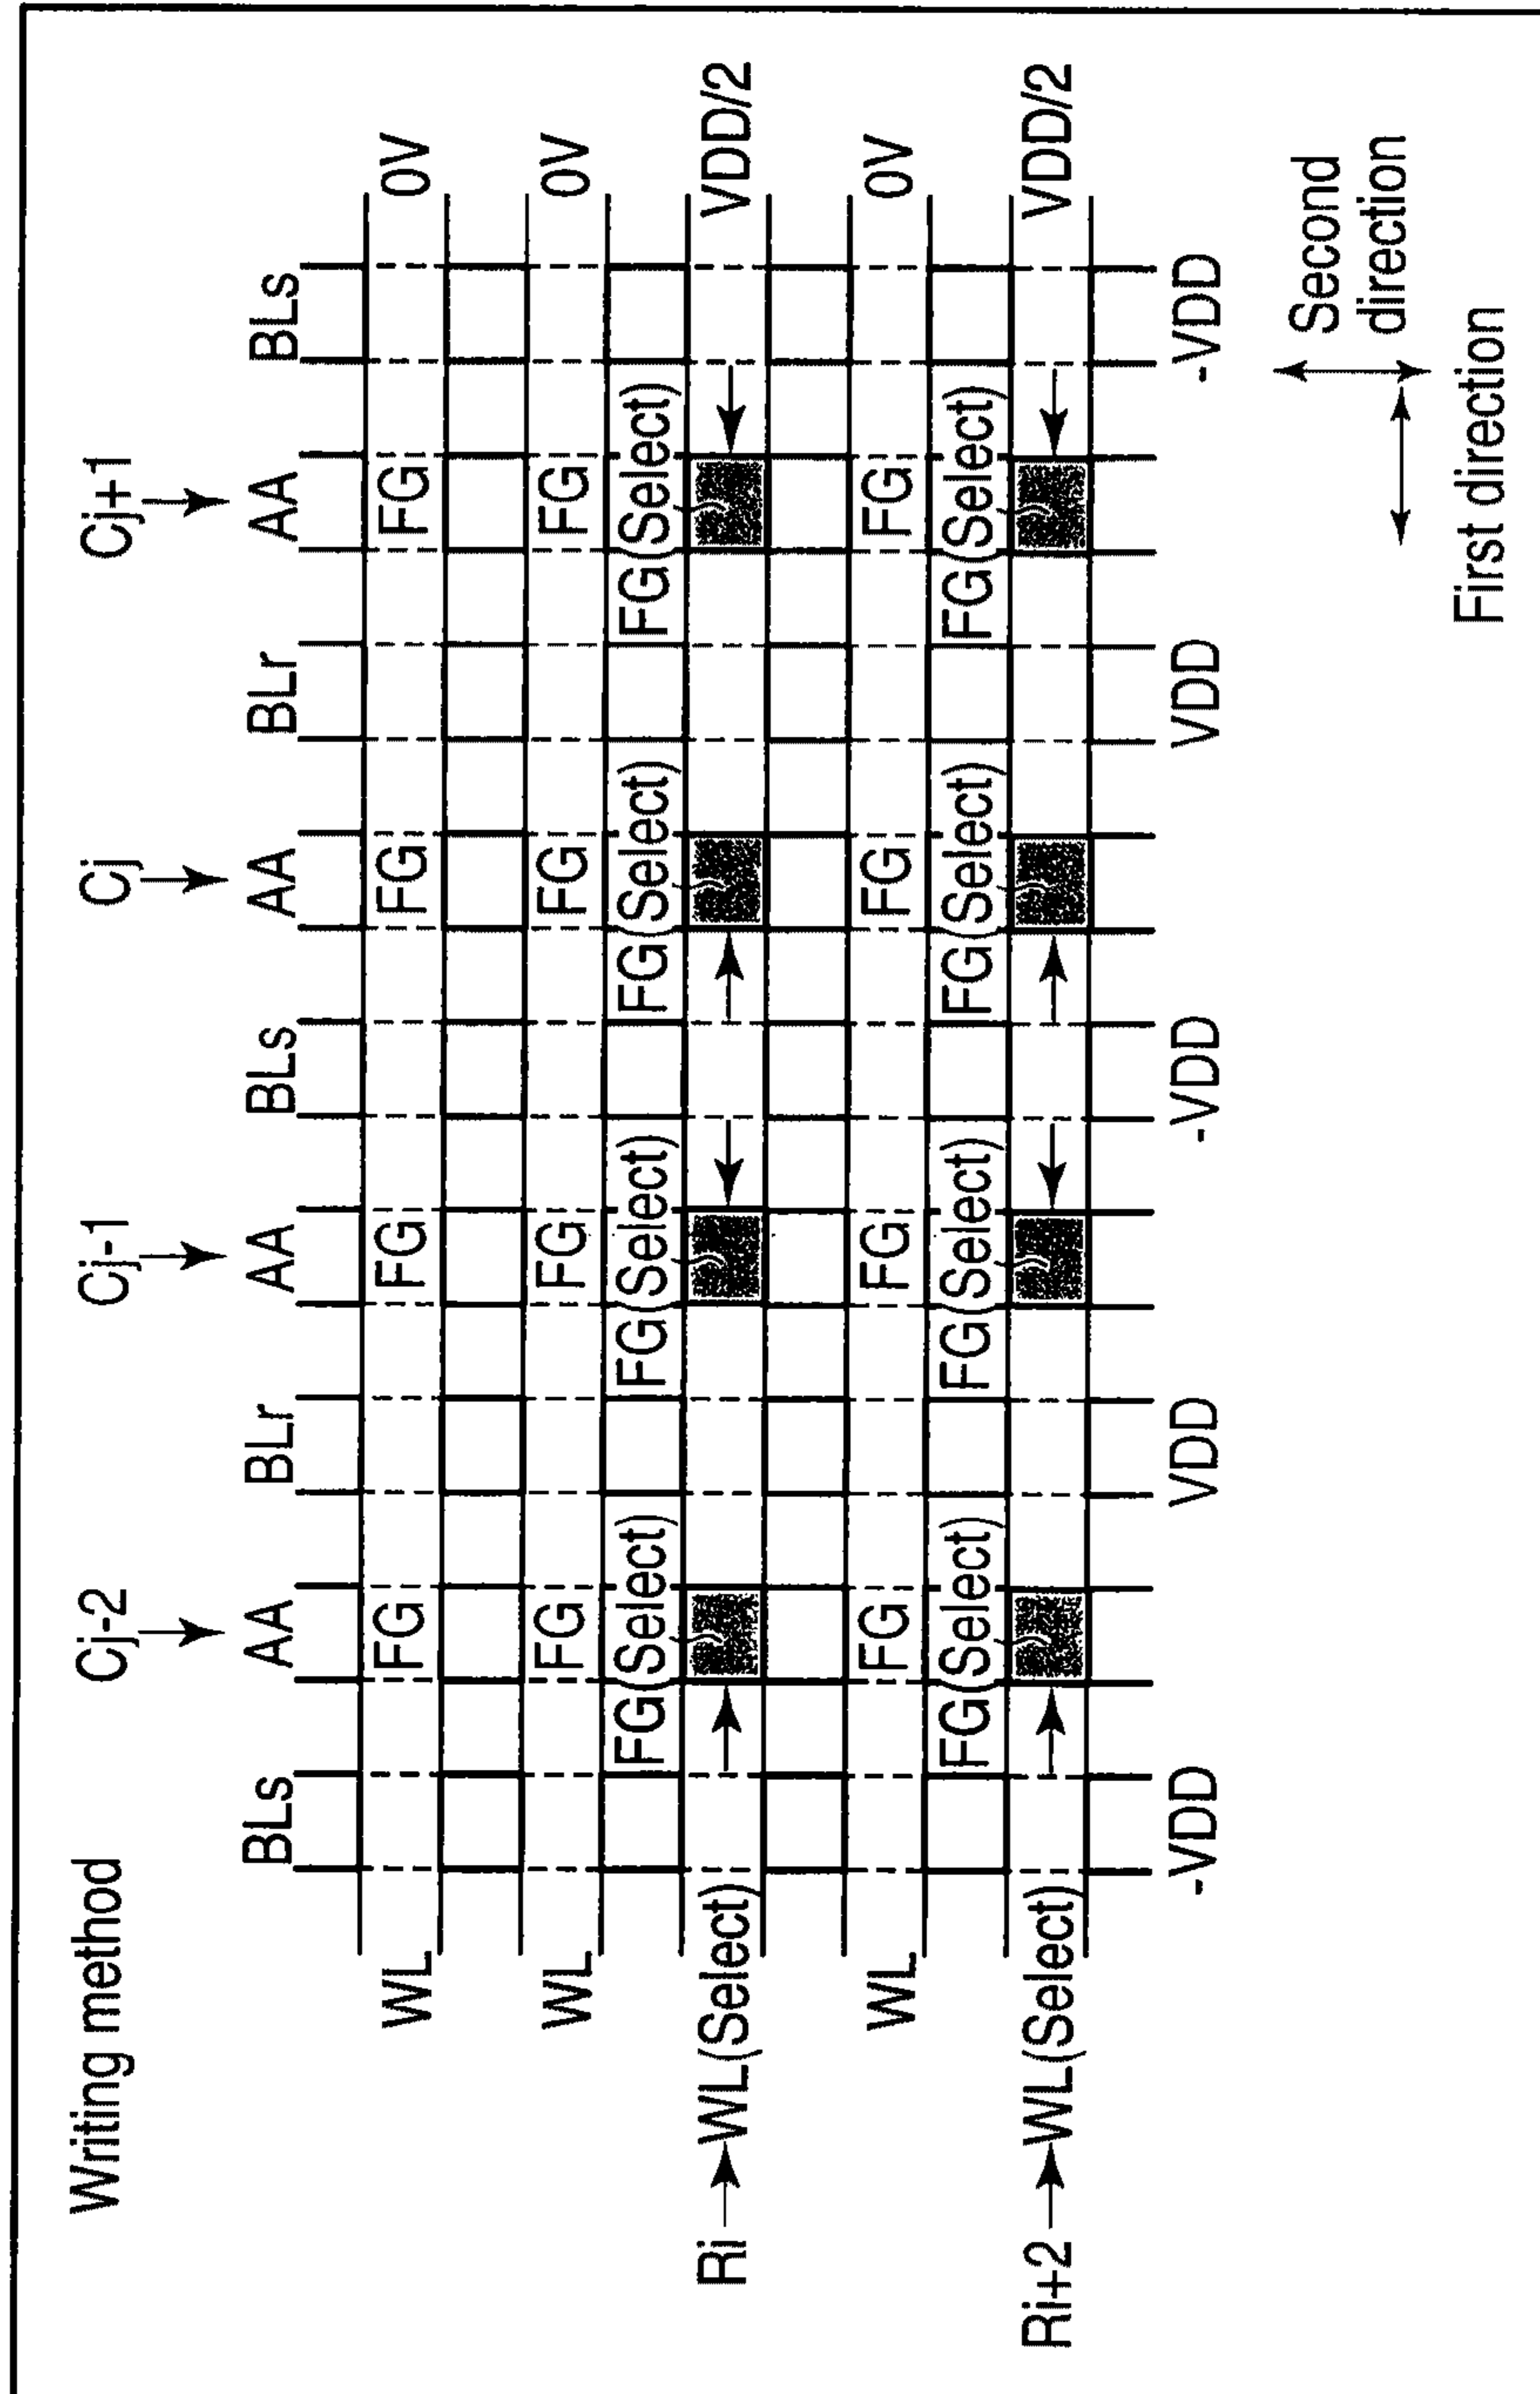 Writing method
Cj-2 Cj-1 Cj Cj+1
BLs AA BLr AA BLs AA BLr AA BLs
WL FG FG FG FG 0V
WL FG FG FG FG 0V
FG(Select) FG(Select) FG(Select) FG(Select)
Ri WL(Select) VDD/2
WL FG FG FG FG 0V
FG(Select) FG(Select) FG(Select) FG(Select)
Ri+2 WL(Select) VDD/2
-VDD VDD -VDD VDD -VDD
Second
direction
First direction